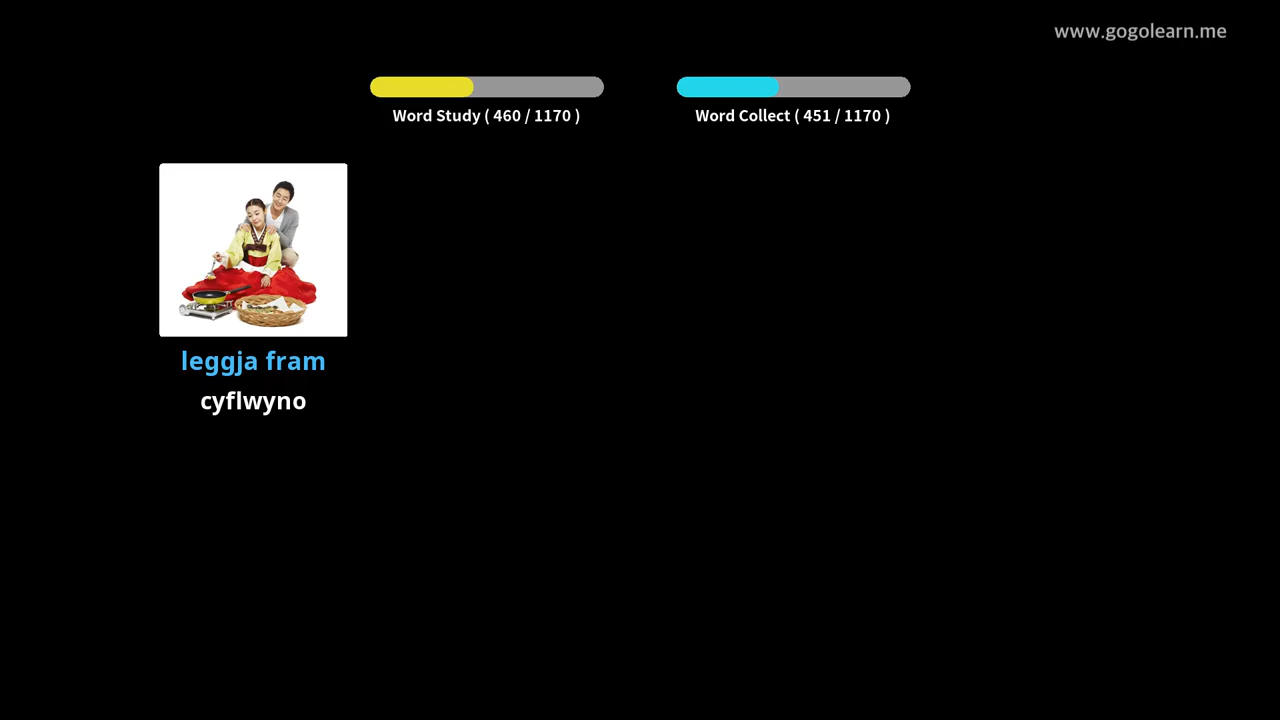 www.gogolearn.me
Word Study ( 460 / 1170 )
Word Collect ( 451 / 1170 )
leggja fram
cyflwyno